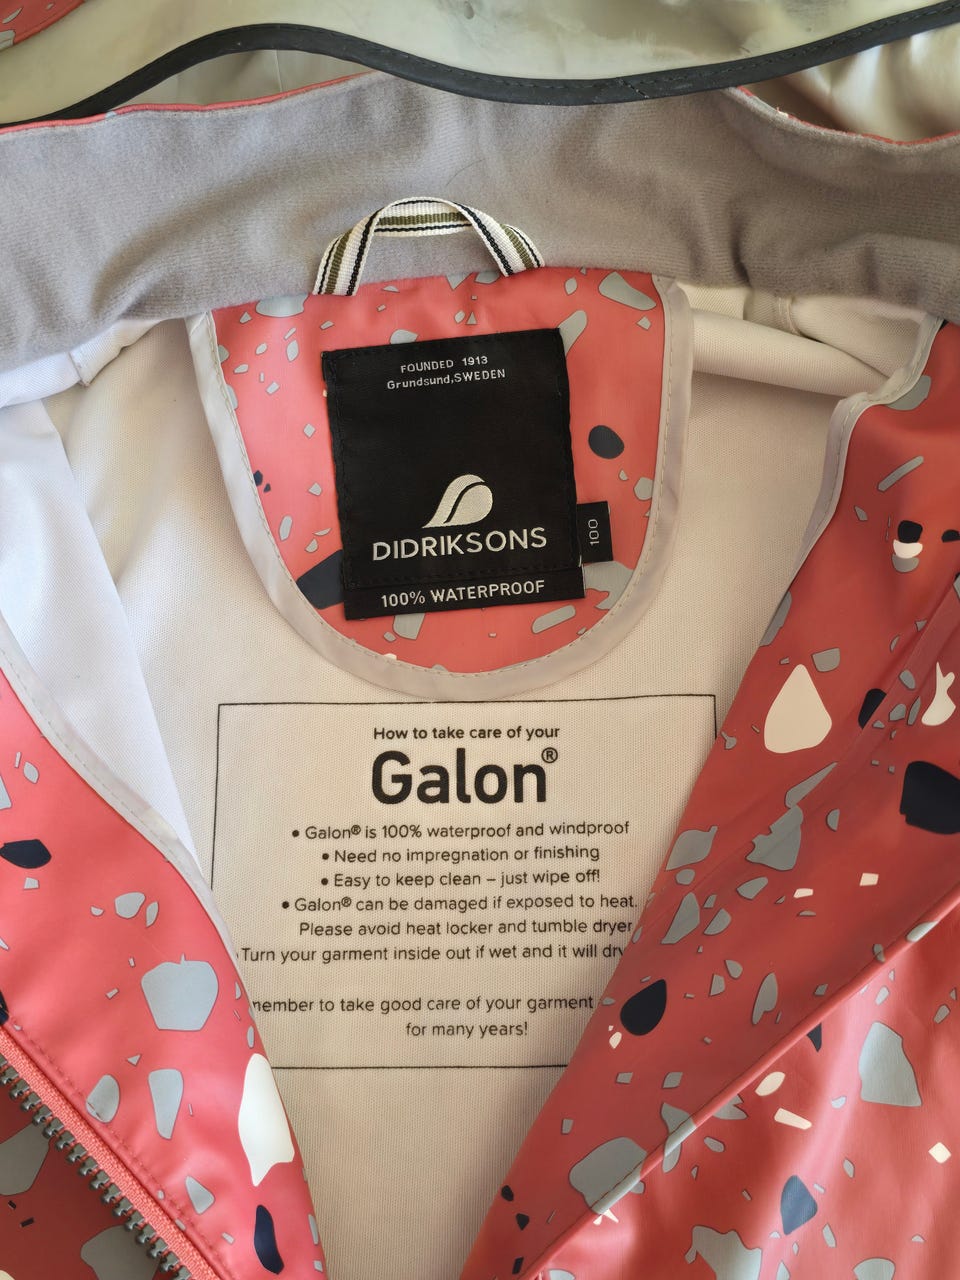 FOUNDED 1913
Grundsund,SWEDEN
DIDRIKSONS
100
100% WATERPROOF
How to take care of your
Galon®
• Galon® is 100% waterproof and windproof
• Need no impregnation or finishing
• Easy to keep clean – just wipe off!
• Galon® can be damaged if exposed to heat.
Please avoid heat locker and tumble dryer
Turn your garment inside out if wet and it will
to take good care of your garment
for many years!